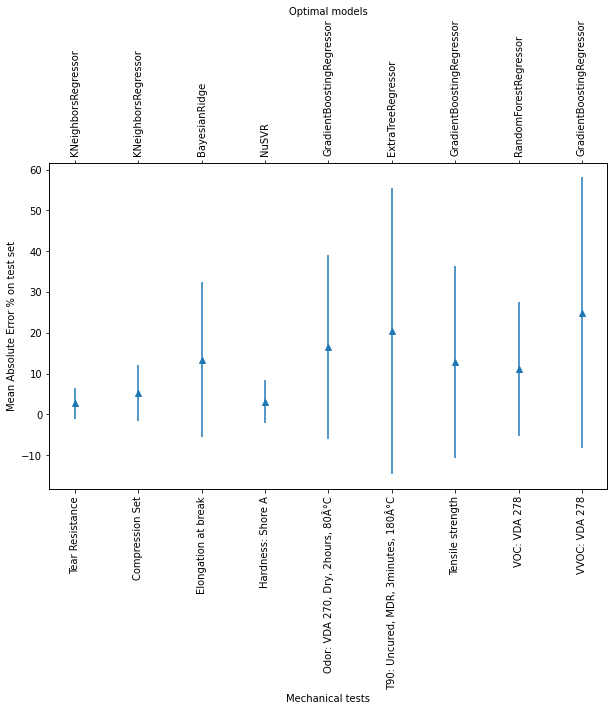 Optimal models
KNeighborsRegressor
KNeighborsRegressor
BayesianRidge
NuSVR
GradientBoostingRegressor
ExtraTreeRegressor
GradientBoostingRegressor
RandomForestRegressor
GradientBoostingRegressor
Mean Absolute Error % on test set
60
50
40
30
20
10
0
−10
Tear Resistance
Compression Set
Elongation at break
Hardness: Shore A
Odor: VDA 270, Dry, 2hours, 80Â°C
T90: Uncured, MDR, 3minutes, 180Â°C
Tensile strength
VOC: VDA 278
VVOC: VDA 278
Mechanical tests